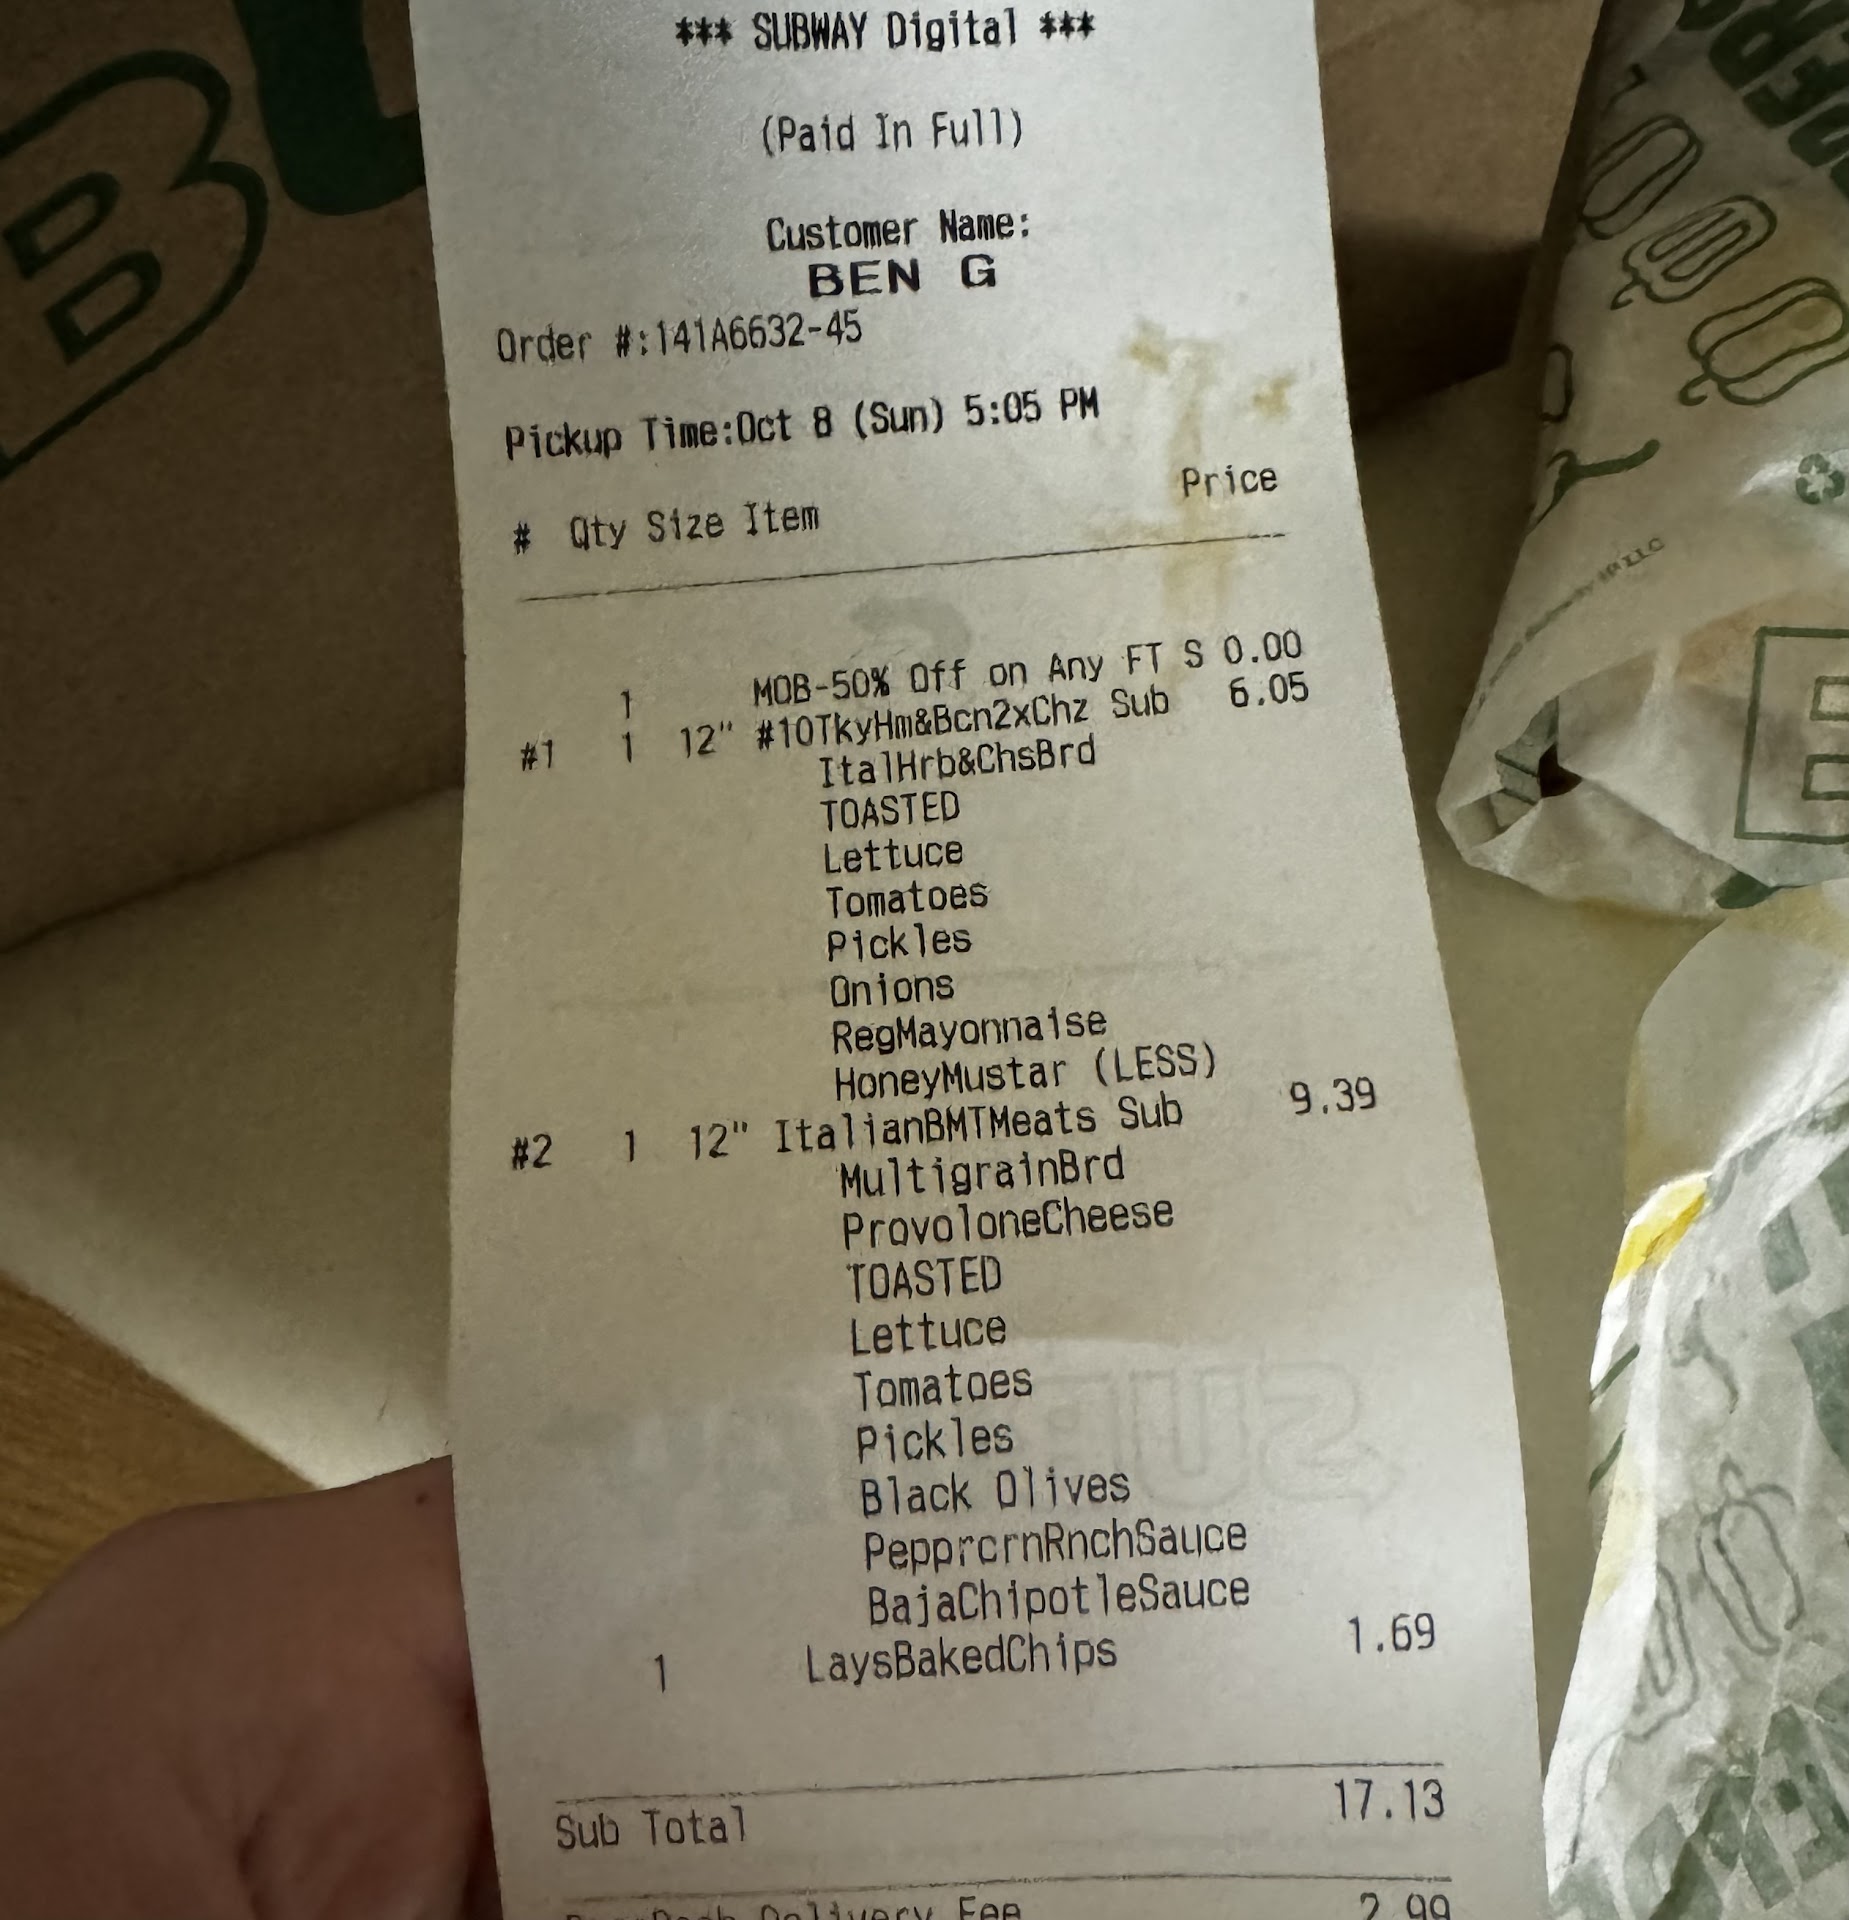 *** SUBWAY Digital ***
(Paid In Full)
Customer Name:
BEN G
Order #:141A6632-45
Pickup Time:Oct 8 (Sun) 5:05 PM
# Qty Size Item Price
1 MOB-50% Off on Any FT S 0.00
#1 1 12" #10TkyHm&Bcn2xChz Sub 6.05
ItalHrb&ChsBrd
TOASTED
Lettuce
Tomatoes
Pickles
Onions
RegMayonnaise
HoneyMustar (LESS)
#2 1 12" ItalianBMTMeats Sub 9.39
MultigrainBrd
ProvoloneCheese
TOASTED
Lettuce
Tomatoes
Pickles
Black Olives
PepprcrnRnchSauce
BajaChipotleSauce
1 LaysBakedChips 1.69
Sub Total 17.13
Delivery Fee 2.99